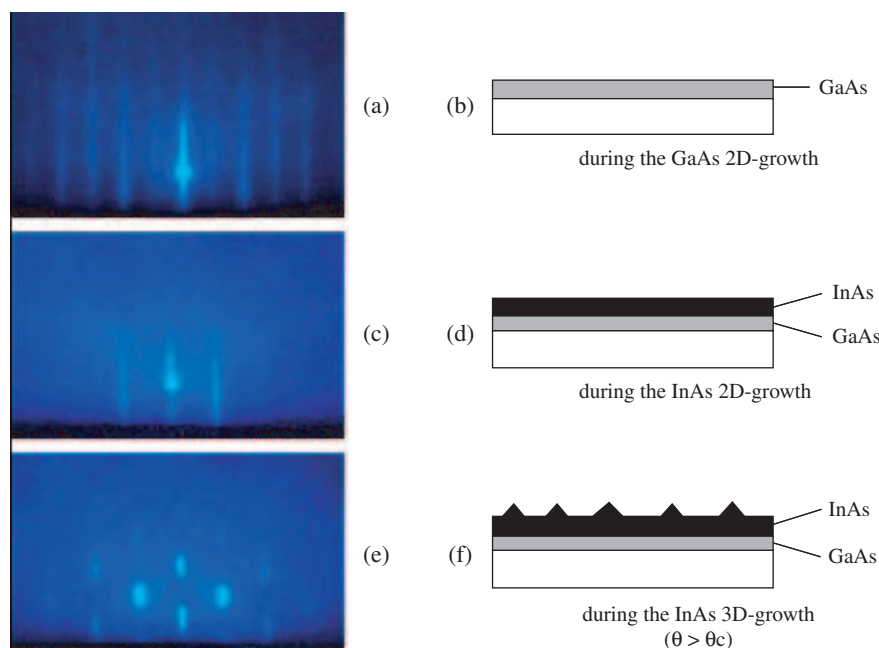 (a)
(b)
GaAs
during the GaAs 2D-growth
(c)
(d)
InAs
GaAs
during the InAs 2D-growth
(e)
(f)
InAs
GaAs
during the InAs 3D-growth
(θ > θc)